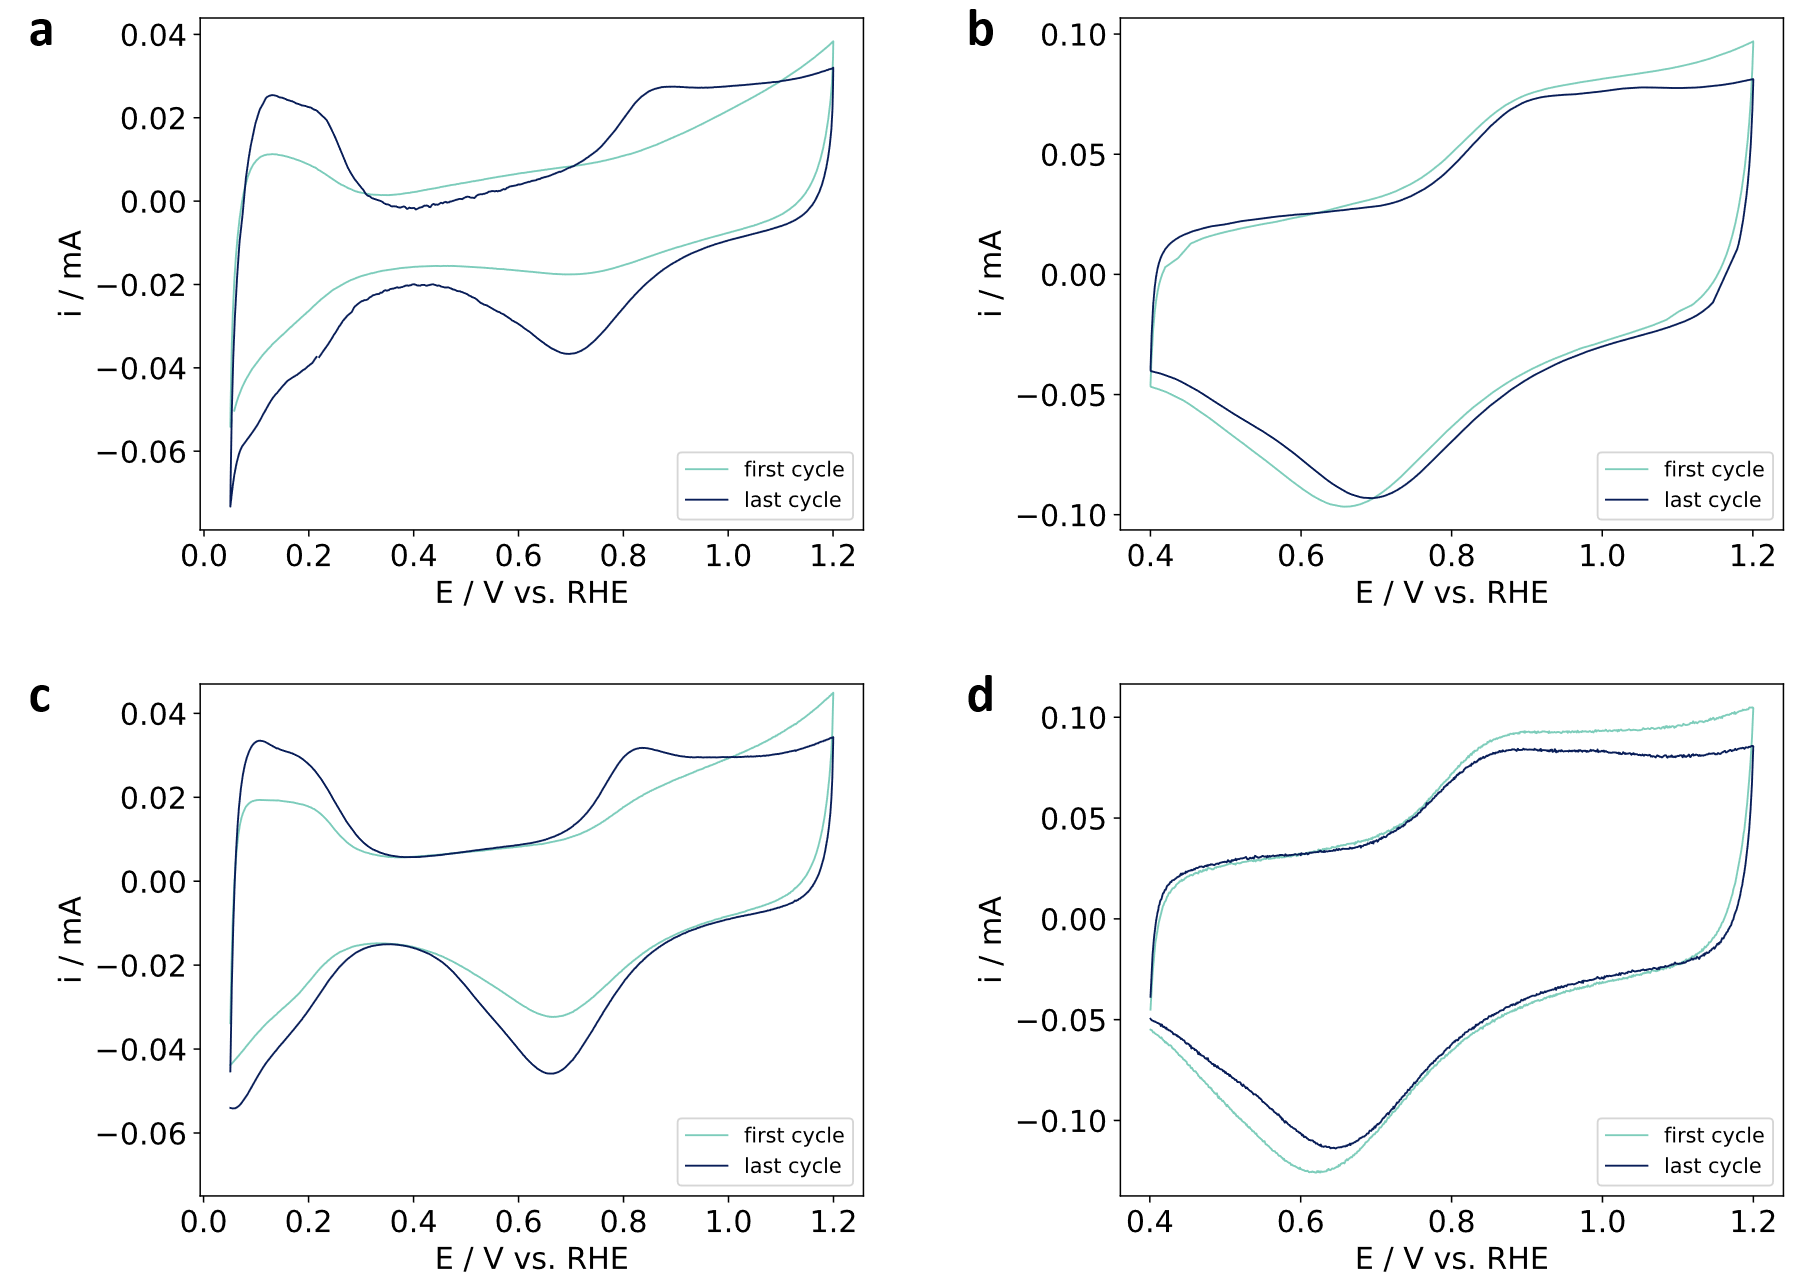 a
0.04
0.02
0.00
−0.02
−0.04
−0.06
i / mA
first cycle
last cycle
0.0 0.2 0.4 0.6 0.8 1.0 1.2
E / V vs. RHE
b
0.10
0.05
0.00
−0.05
−0.10
i / mA
first cycle
last cycle
0.4 0.6 0.8 1.0 1.2
E / V vs. RHE
c
0.04
0.02
0.00
−0.02
−0.04
−0.06
i / mA
first cycle
last cycle
0.0 0.2 0.4 0.6 0.8 1.0 1.2
E / V vs. RHE
d
0.10
0.05
0.00
−0.05
−0.10
i / mA
first cycle
last cycle
0.4 0.6 0.8 1.0 1.2
E / V vs. RHE